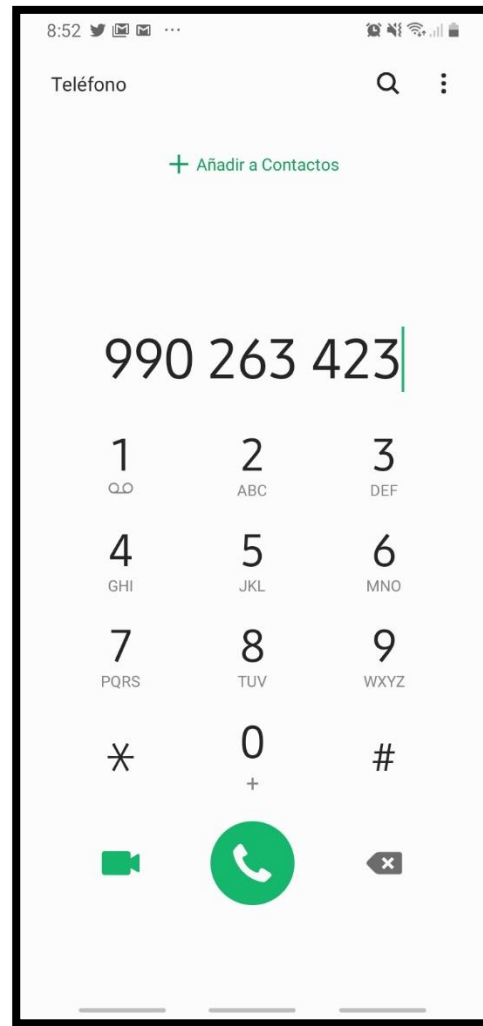 8:52 ...
Teléfono
+ Añadir a Contactos
990 263 423
1 2 3
ABC DEF
4 5 6
GHI JKL MNO
7 8 9
PQRS TUV WXYZ
* 0 #
+